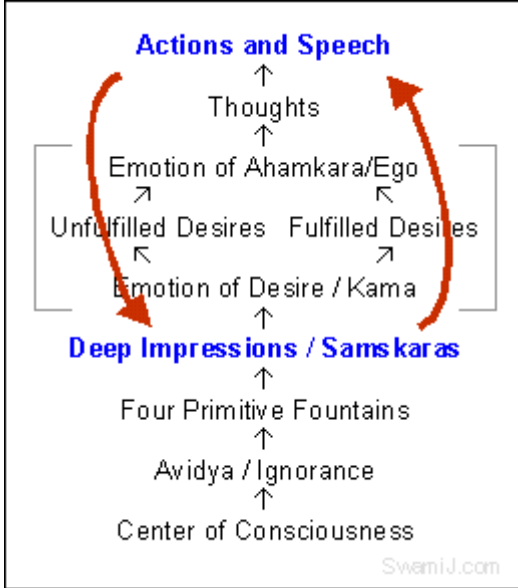 Actions and Speech
Thoughts
Emotion of Ahamkara/Ego
Unfulfilled Desires Fulfilled Desires
Emotion of Desire / Kama
Deep Impressions / Samskaras
Four Primitive Fountains
Avidya / Ignorance
Center of Consciousness
SwamiJ.com